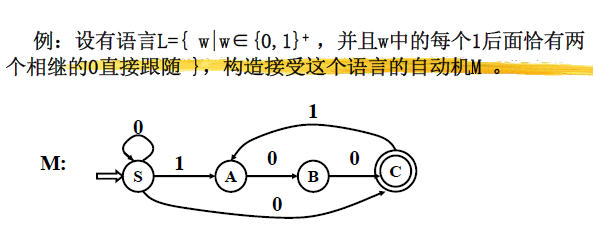 例：设有语言L={ w|w∈{0,1}⁺ ，并且w中的每个1后面恰有两
个相继的0直接跟随 }，构造接受这个语言的自动机M 。
1
0
M:
S
1
A
0
B
0
C
0